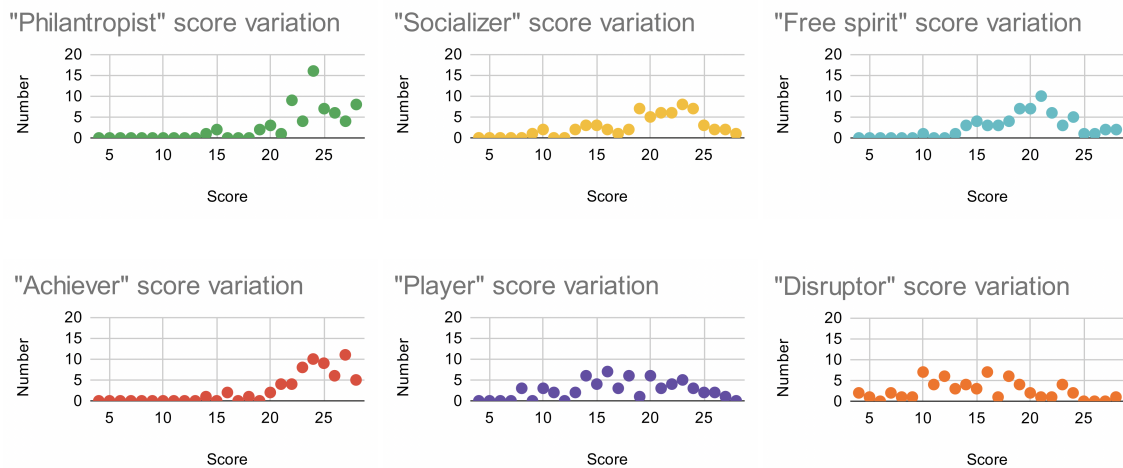 "Philantropist" score variation
20
15
10
5
0
Number
5 10 15 20 25
Score
"Socializer" score variation
20
15
10
5
0
Number
5 10 15 20 25
Score
"Free spirit" score variation
20
15
10
5
0
Number
5 10 15 20 25
Score
"Achiever" score variation
20
15
10
5
0
Number
5 10 15 20 25
Score
"Player" score variation
20
15
10
5
0
Number
5 10 15 20 25
Score
"Disruptor" score variation
20
15
10
5
0
Number
5 10 15 20 25
Score